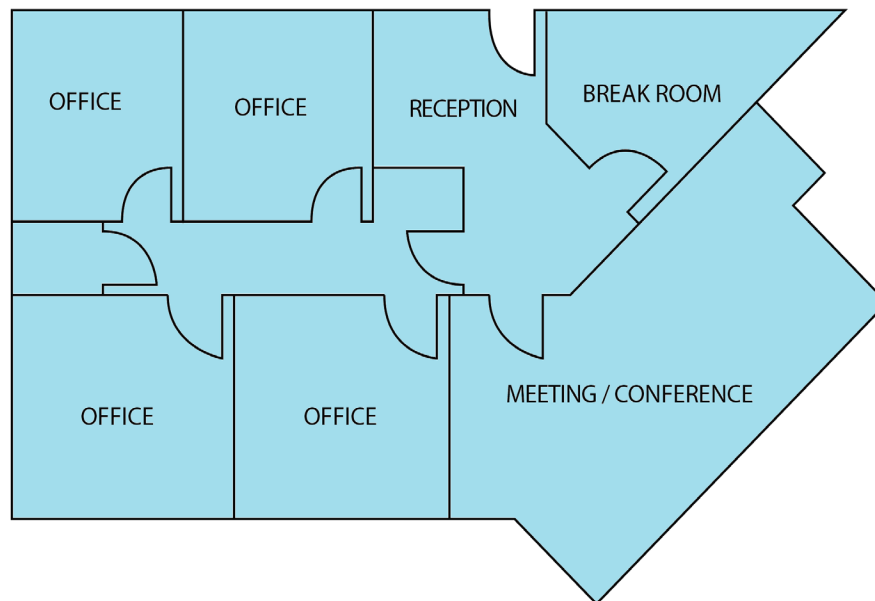 OFFICE
OFFICE
RECEPTION
BREAK ROOM
OFFICE
OFFICE
MEETING / CONFERENCE